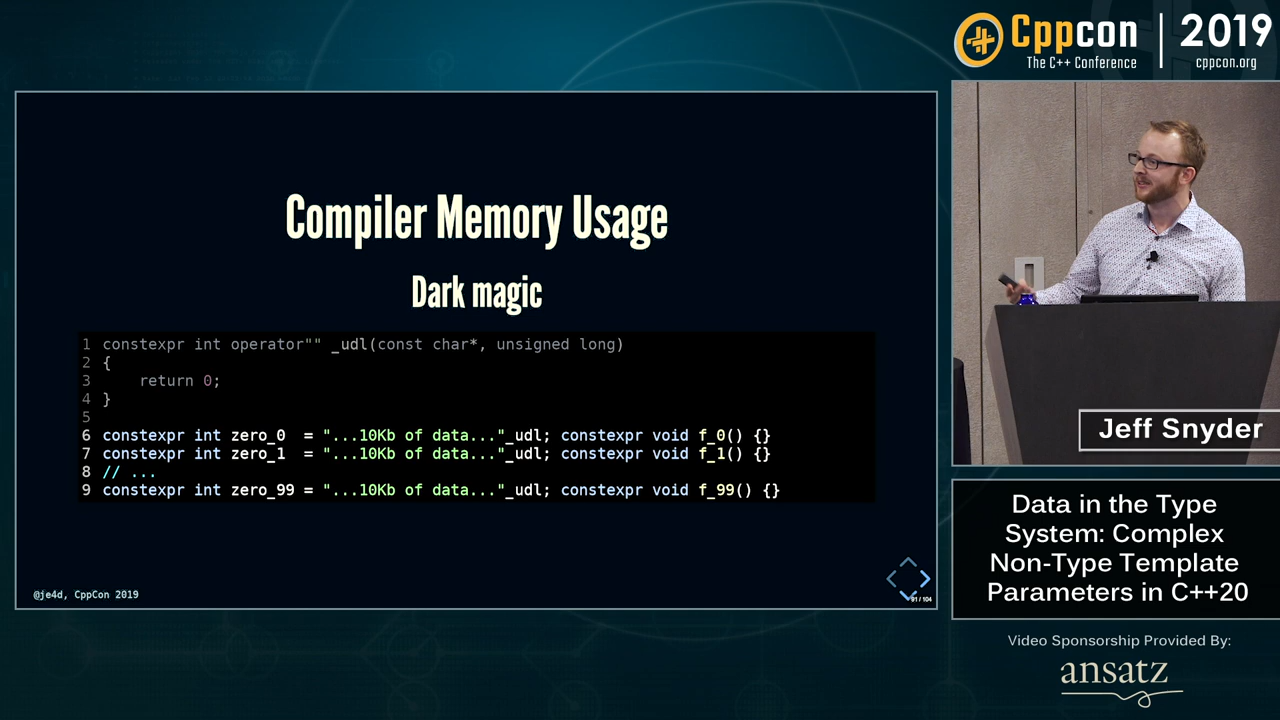 Cppcon
The C++ Conference
2019
cppcon.org
Compiler Memory Usage
Dark magic
1 constexpr int operator"" _udl(const char*, unsigned long)
2 {
3     return 0;
4 }
5
6 constexpr int zero_0  = "...10Kb of data..."_udl; constexpr void f_0() {}
7 constexpr int zero_1  = "...10Kb of data..."_udl; constexpr void f_1() {}
8 // ...
9 constexpr int zero_99 = "...10Kb of data..."_udl; constexpr void f_99() {}
@je4d, CppCon 2019
91 / 104
Jeff Snyder
Data in the Type
System: Complex
Non-Type Template
Parameters in C++20
Video Sponsorship Provided By:
ansatz